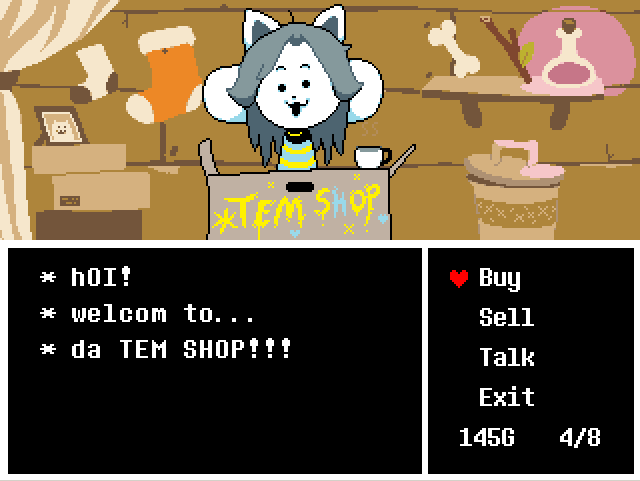 TEM SHOP
* hOI!
* welcom to...
* da TEM SHOP!!!
Buy
Sell
Talk
Exit
145G 4/8